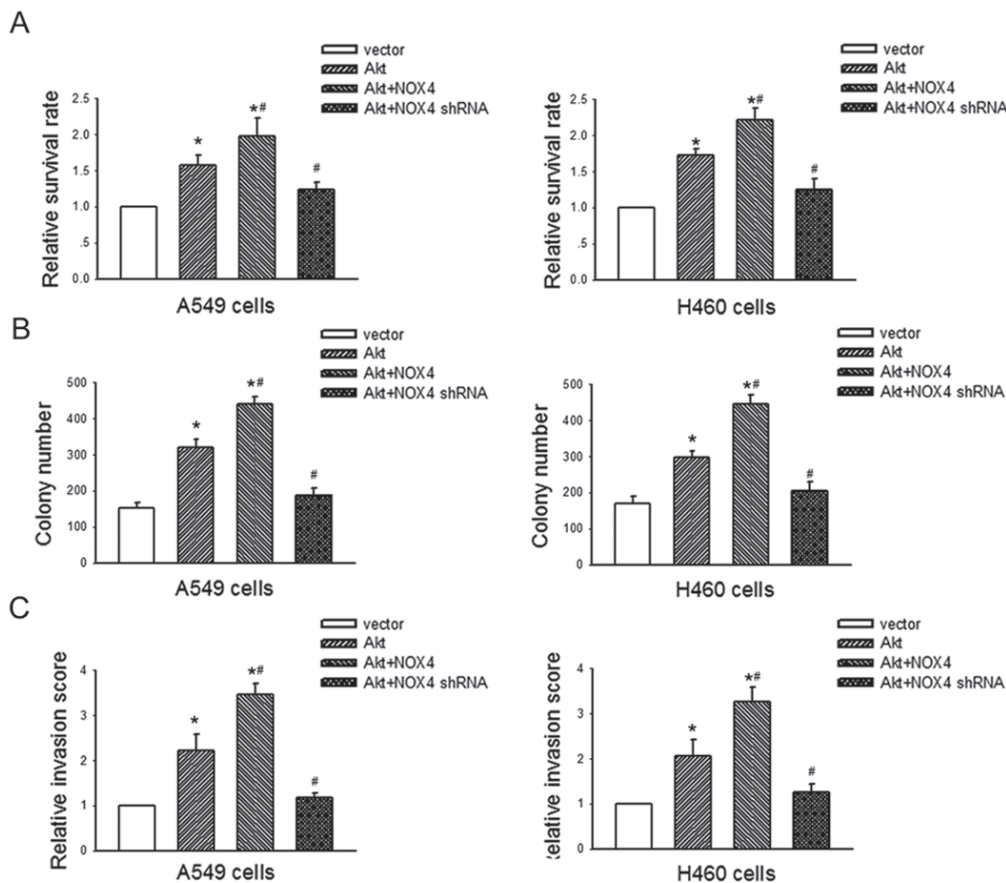 A
vector
Akt
Akt+NOX4
Akt+NOX4 shRNA
Relative survival rate
2.5
2.0
1.5
1.0
.5
0.0
*
*#
#
A549 cells
vector
Akt
Akt+NOX4
Akt+NOX4 shRNA
Relative survival rate
2.5
2.0
1.5
1.0
.5
0.0
*
*#
#
H460 cells
B
vector
Akt
Akt+NOX4
Akt+NOX4 shRNA
Colony number
500
400
300
200
100
0
*
*#
#
A549 cells
vector
Akt
Akt+NOX4
Akt+NOX4 shRNA
Colony number
500
400
300
200
100
0
*
*#
#
H460 cells
C
vector
Akt
Akt+NOX4
Akt+NOX4 shRNA
Relative invasion score
4
3
2
1
0
*
*#
#
A549 cells
vector
Akt
Akt+NOX4
Akt+NOX4 shRNA
Relative invasion score
4
3
2
1
0
*
*#
#
H460 cells